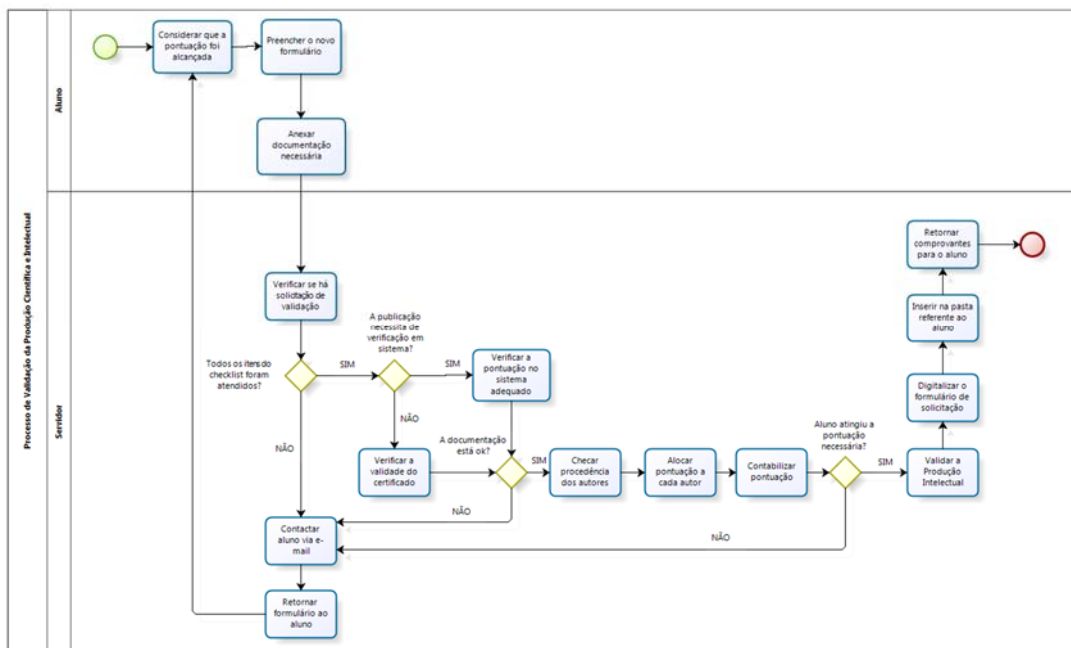 Processo de Validação da Produção Científica e Intelectual
Aluno
Considerar que a
pontuação foi
alcançada
Preencher o novo
formulário
Anexar
documentação
necessária
Servidor
Verificar se há
solicitação de
validação
Todos os itens do
checklist foram
atendidos?
SIM
NÃO
A publicação
necessita de
verificação em
sistema?
SIM
NÃO
Verificar a
pontuação no
sistema
adequado
Verificar a
validade do
certificado
A documentação
está ok?
SIM
NÃO
Checar
procedência
dos autores
Alocar
pontuação a
cada autor
Contabilizar
pontuação
Aluno atingiu a
pontuação
necessária?
SIM
NÃO
Validar a
Produção
Intelectual
Digitalizar o
formulário de
solicitação
Inserir na pasta
referente ao
aluno
Retornar
comprovantes
para o aluno
Contactar
aluno via e-
mail
Retornar
formulário ao
aluno